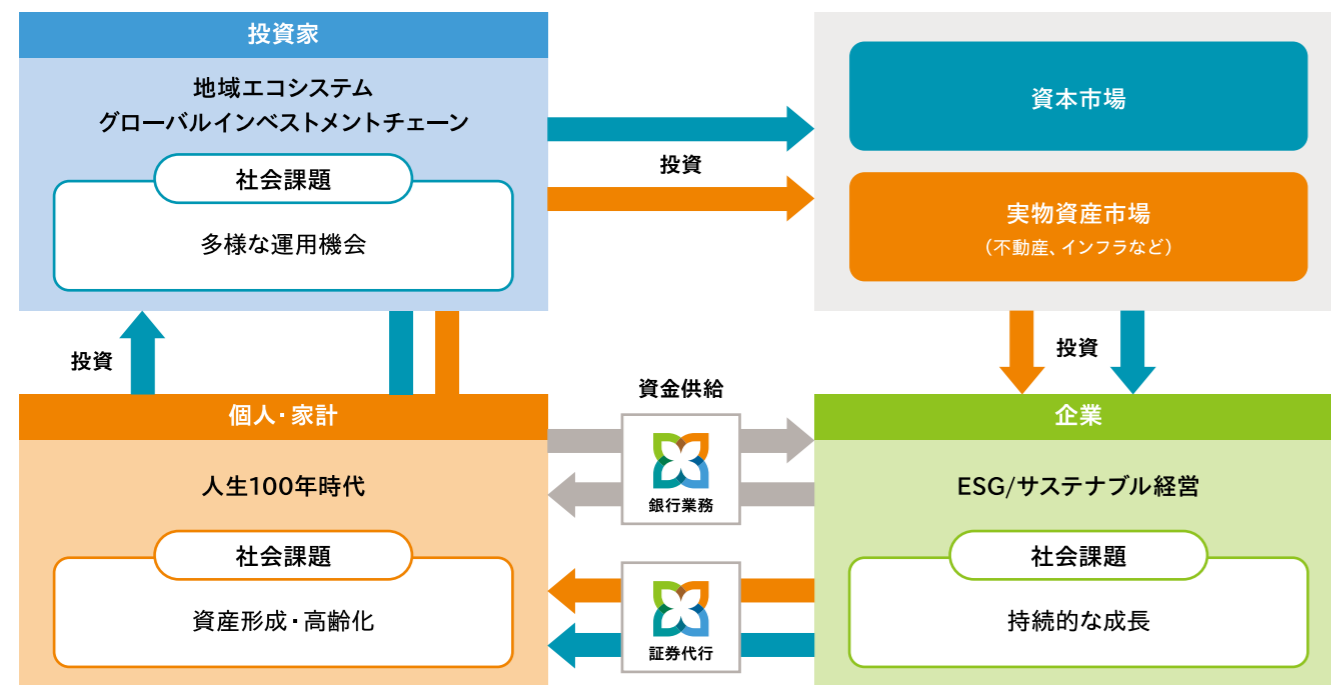 投資家
地域エコシステム
グローバルインベストメントチェーン
社会課題
多様な運用機会
投資
資本市場
実物資産市場
（不動産、インフラなど）
投資
投資
個人・家計
人生100年時代
社会課題
資産形成・高齢化
資金供給
銀行業務
証券代行
企業
ESG/サステナブル経営
社会課題
持続的な成長